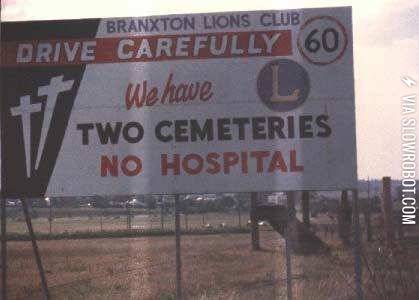 BRANXTON LIONS CLUB
DRIVE CAREFULLY
60
We have
L
TWO CEMETERIES
NO HOSPITAL
VIA SLOWROBOT.COM